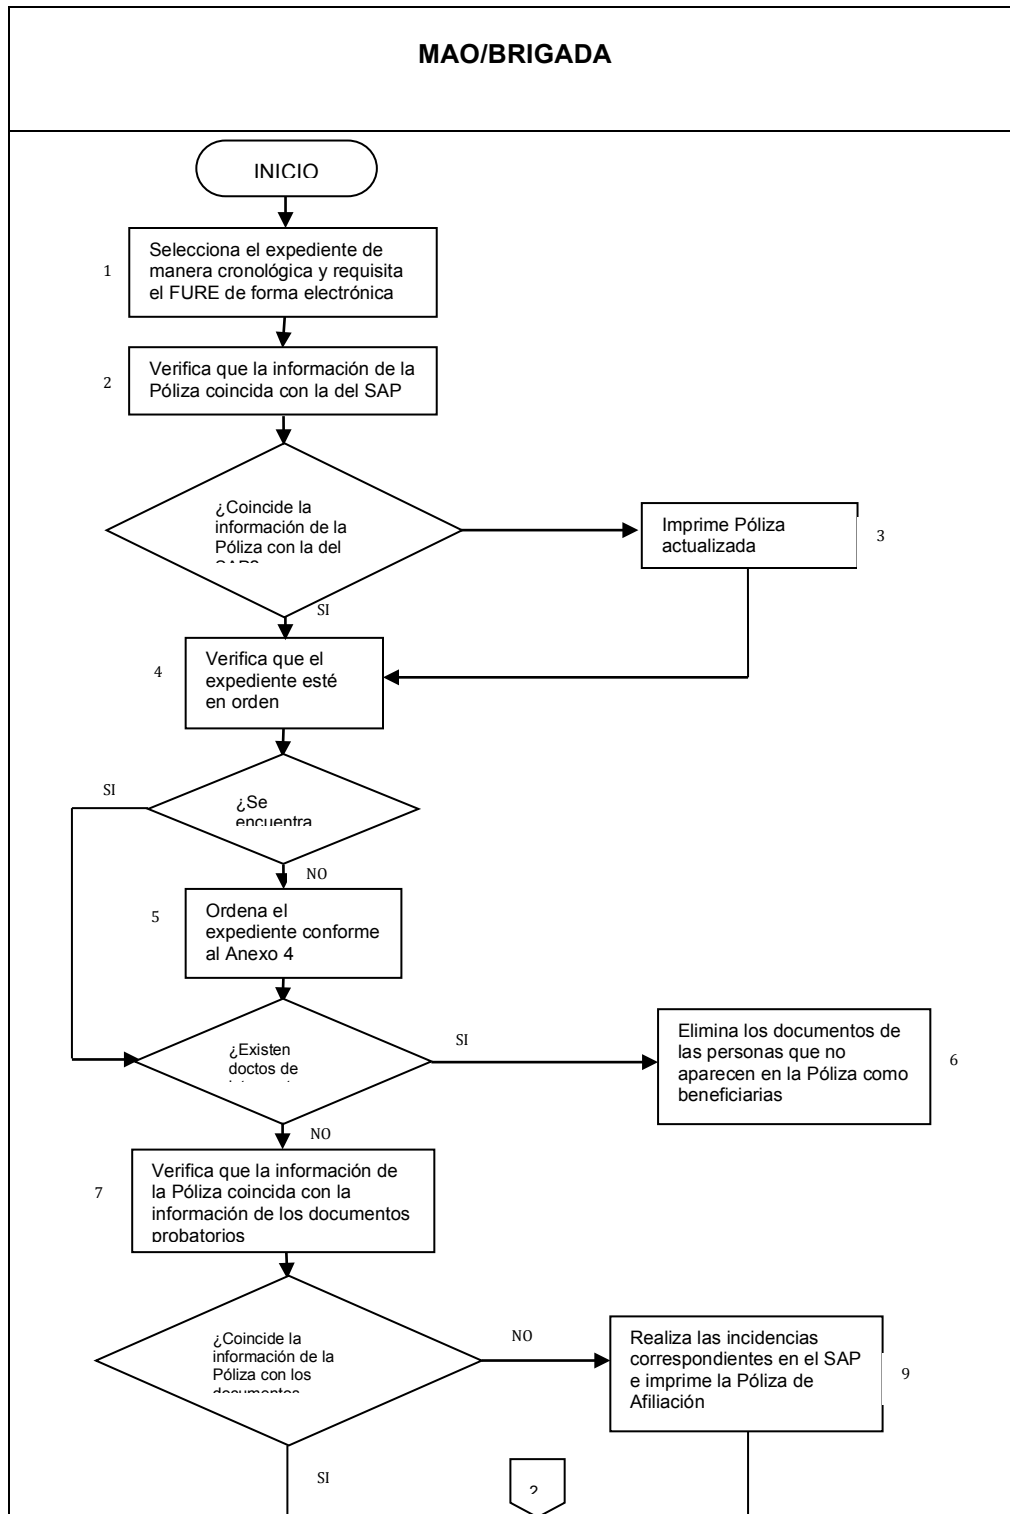 MAO/BRIGADA
INICIO
1
Selecciona el expediente de
manera cronológica y requisita
el FURE de forma electrónica
2
Verifica que la información de la
Póliza coincida con la del SAP
¿Coincide la
información de la
Póliza con la del
SAP?
Imprime Póliza
actualizada
3
SI
4
Verifica que el
expediente esté
en orden
SI
¿Se
encuentra
NO
5
Ordena el
expediente conforme
al Anexo 4
¿Existen
doctos de
SI
Elimina los documentos de
las personas que no
aparecen en la Póliza como
beneficiarias
6
NO
7
Verifica que la información de
la Póliza coincida con la
información de los documentos
probatorios
¿Coincide la
información de la
Póliza con los
documentos
NO
Realiza las incidencias
correspondientes en el SAP
e imprime la Póliza de
Afiliación
9
SI
2